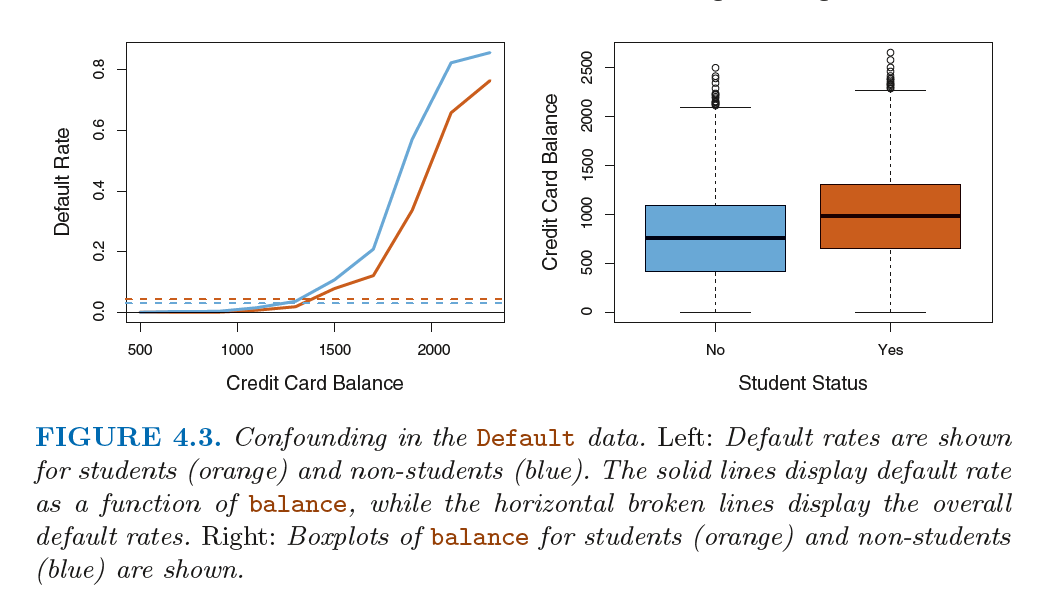 Default Rate
0.0
0.2
0.4
0.6
0.8
500
1000
1500
2000
Credit Card Balance
Credit Card Balance
0
500
1000
1500
2000
2500
No
Yes
Student Status
FIGURE 4.3. Confounding in the Default data. Left: Default rates are shown
for students (orange) and non-students (blue). The solid lines display default rate
as a function of balance, while the horizontal broken lines display the overall
default rates. Right: Boxplots of balance for students (orange) and non-students
(blue) are shown.